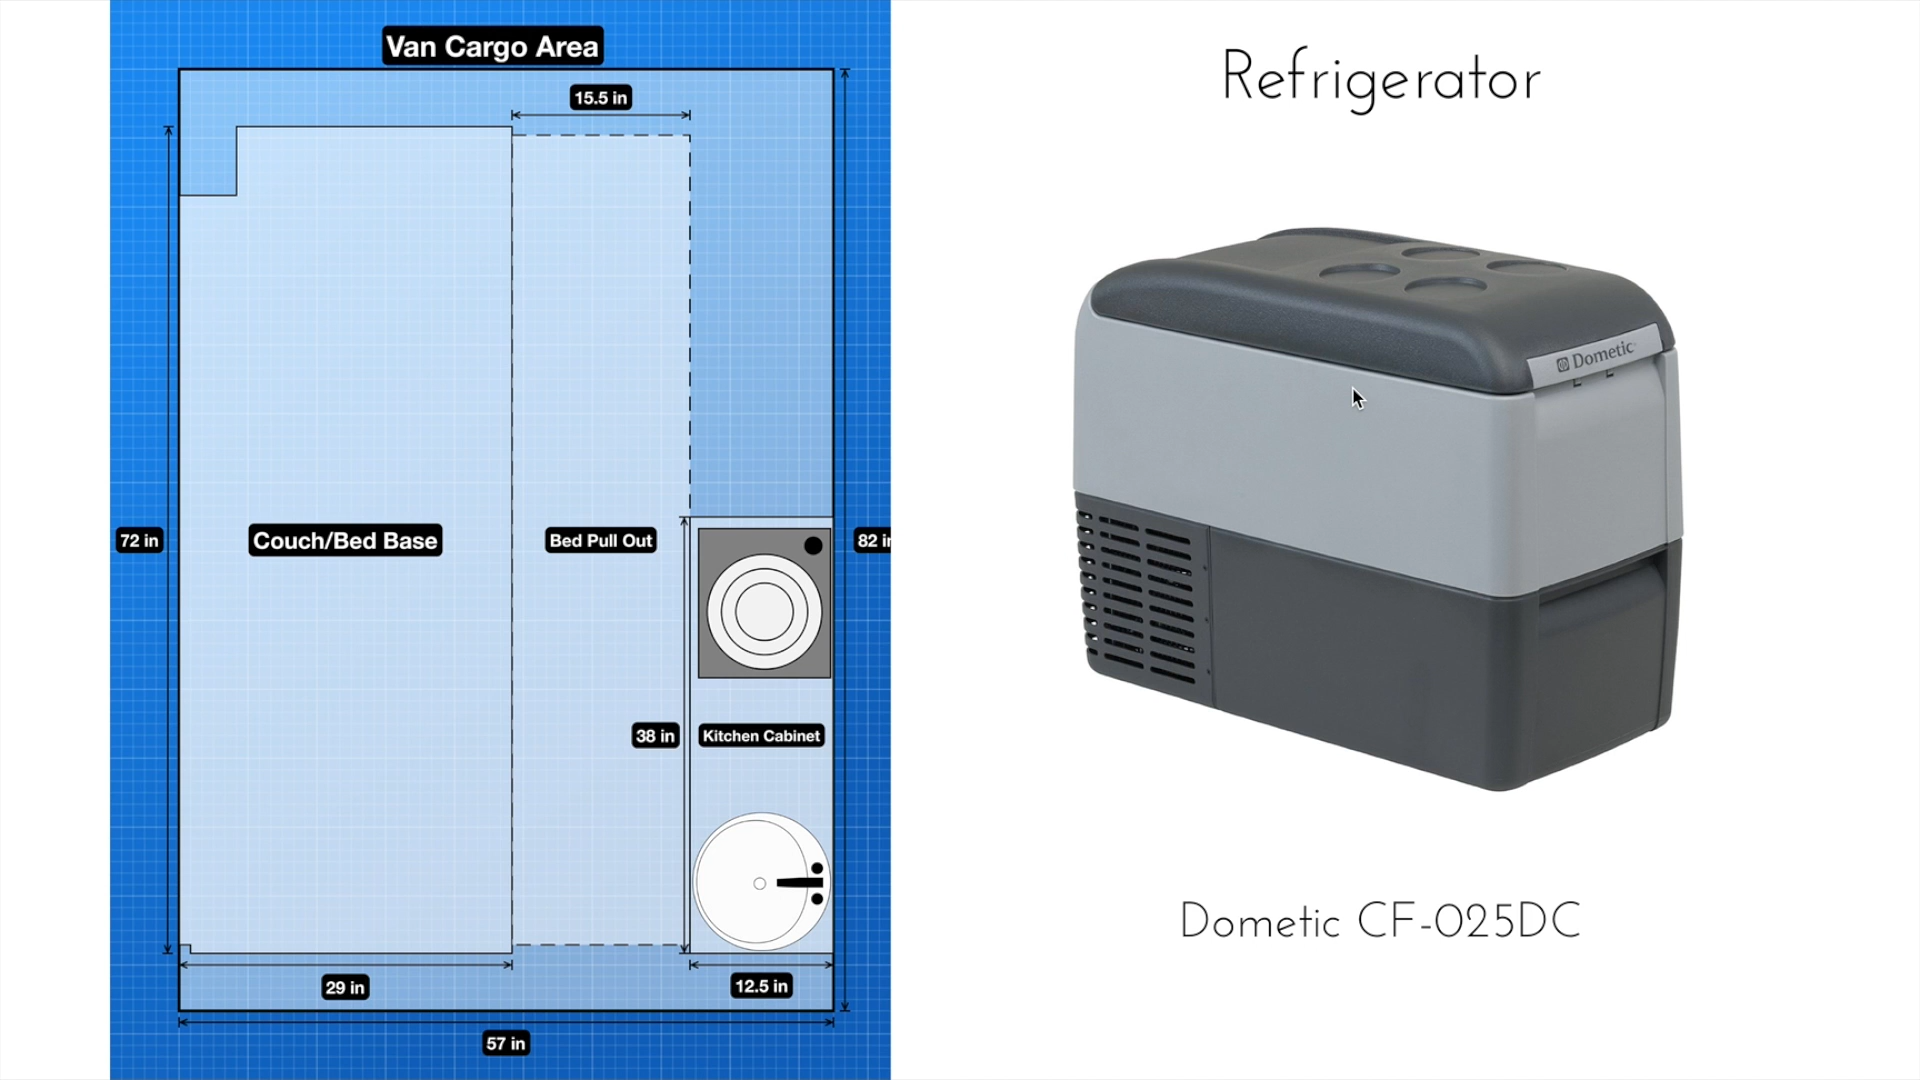 Van Cargo Area
15.5 in
72 in
Couch/Bed Base
Bed Pull Out
82 in
38 in
Kitchen Cabinet
29 in
12.5 in
57 in
Refrigerator
Dometic
Dometic CF-025DC